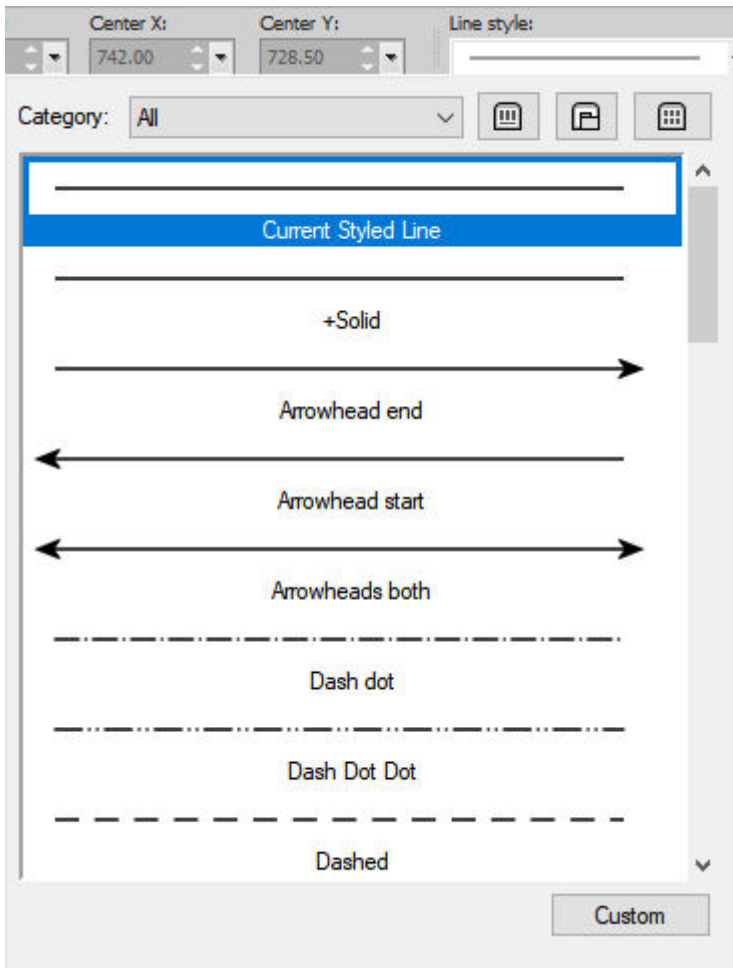 Center X: Center Y: Line style:
742.00 728.50
Category: All
Current Styled Line
+Solid
Arrowhead end
Arrowhead start
Arrowheads both
Dash dot
Dash Dot Dot
Dashed
Custom